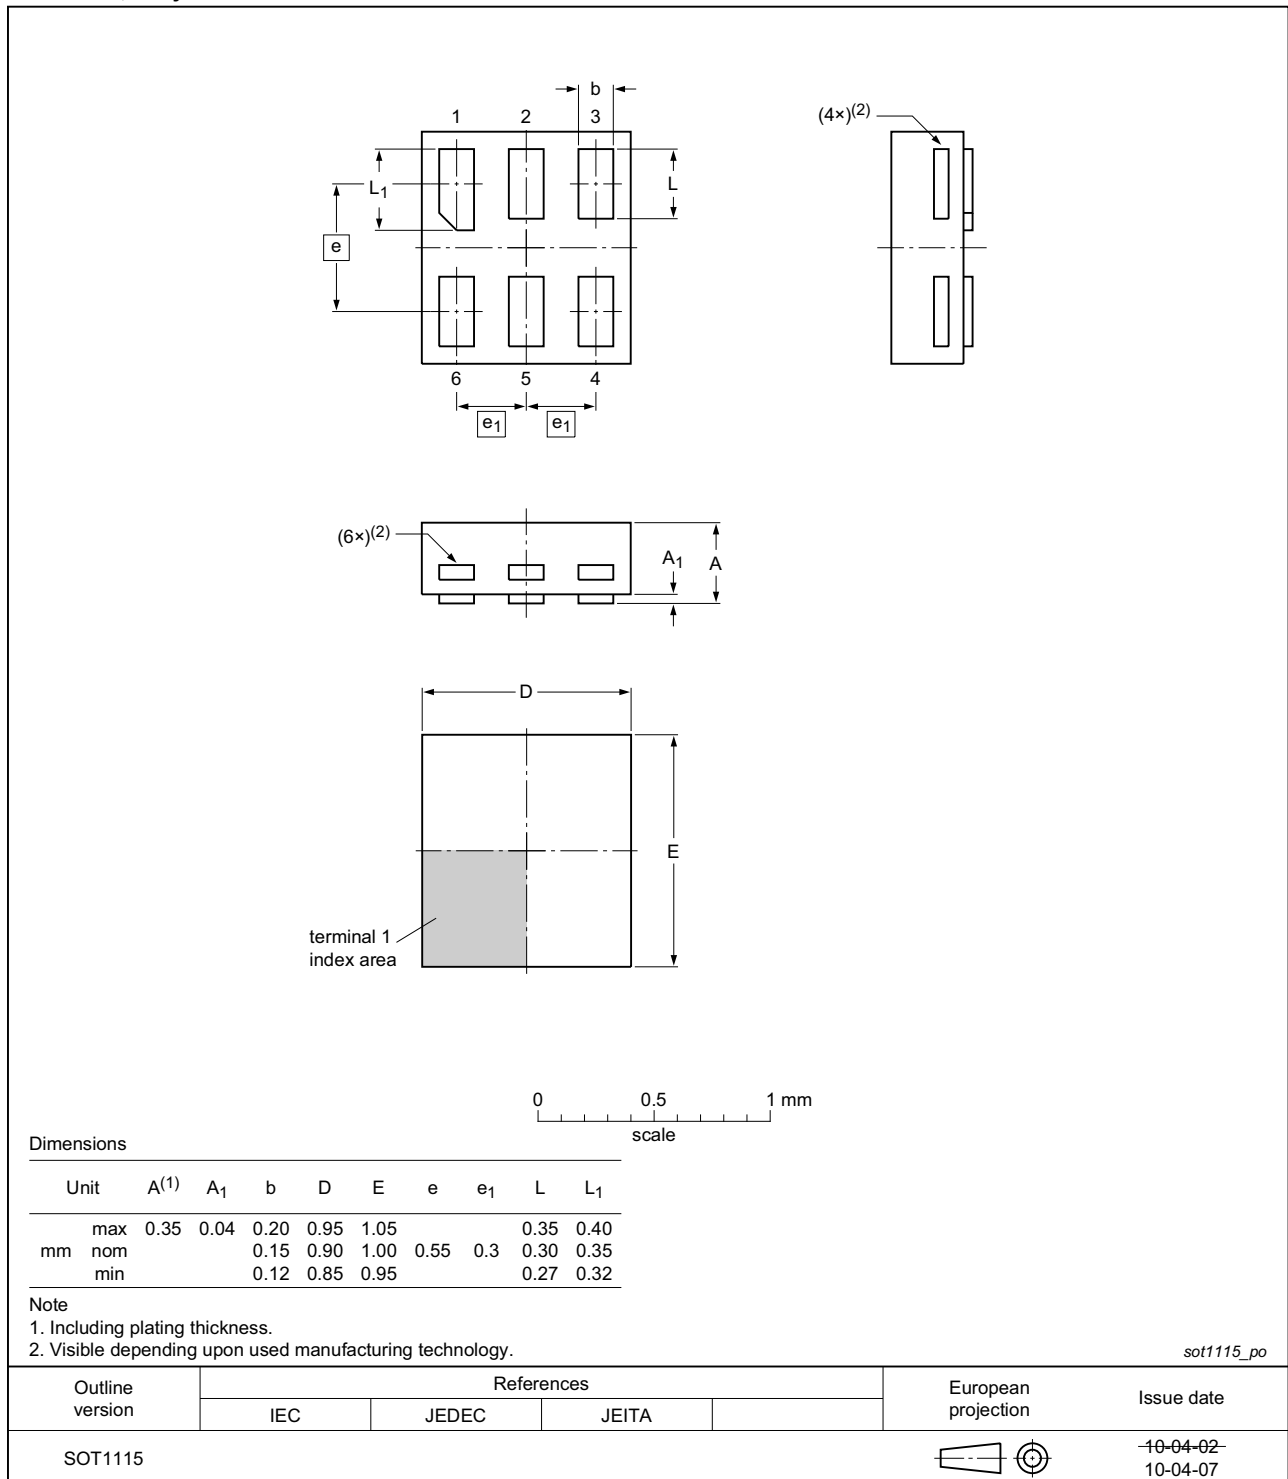 b
1 2 3
(4×)(2)
L1
L
e
6 5 4
e1 e1
(6×)(2)
A1 A
D
E
terminal 1
index area
0 0.5 1 mm
scale
Dimensions
Unit A(1) A1 b D E e e1 L L1
max 0.35 0.04 0.20 0.95 1.05 0.35 0.40
mm nom 0.15 0.90 1.00 0.55 0.3 0.30 0.35
min 0.12 0.85 0.95 0.27 0.32
Note
1. Including plating thickness.
2. Visible depending upon used manufacturing technology.
sot1115_po
Outline version References European projection Issue date
IEC JEDEC JEITA
SOT1115
10-04-02
10-04-07